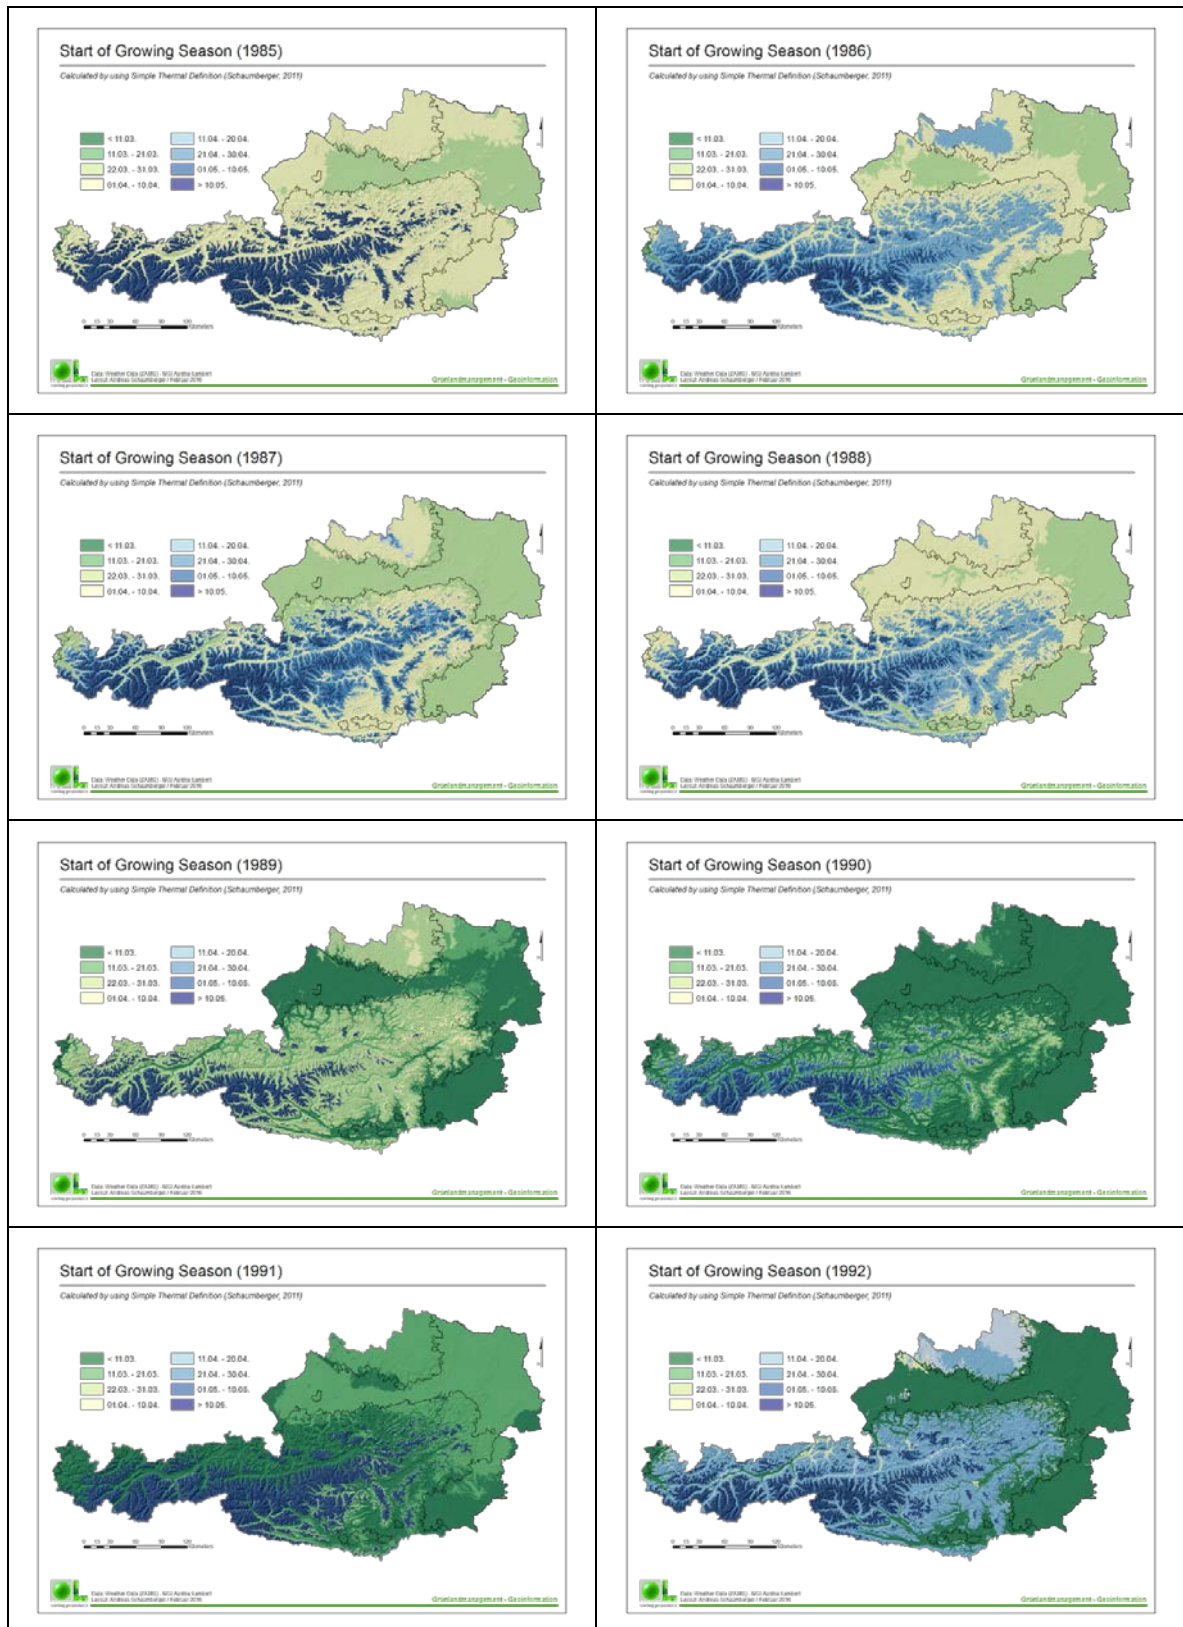 Start of Growing Season (1985)
Calculated by using Simple Thermal Definition (Schaumberger, 2011)
< 11.03.
11.03. - 21.03.
22.03. - 31.03.
01.04. - 10.04.
11.04. - 20.04.
21.04. - 30.04.
01.05. - 10.05.
> 10.05.
Gruenlandmanagement - Geoinformation
Start of Growing Season (1986)
Calculated by using Simple Thermal Definition (Schaumberger, 2011)
< 11.03.
11.03. - 21.03.
22.03. - 31.03.
01.04. - 10.04.
11.04. - 20.04.
21.04. - 30.04.
01.05. - 10.05.
> 10.05.
Gruenlandmanagement - Geoinformation
Start of Growing Season (1987)
Calculated by using Simple Thermal Definition (Schaumberger, 2011)
< 11.03.
11.03. - 21.03.
22.03. - 31.03.
01.04. - 10.04.
11.04. - 20.04.
21.04. - 30.04.
01.05. - 10.05.
> 10.05.
Gruenlandmanagement - Geoinformation
Start of Growing Season (1988)
Calculated by using Simple Thermal Definition (Schaumberger, 2011)
< 11.03.
11.03. - 21.03.
22.03. - 31.03.
01.04. - 10.04.
11.04. - 20.04.
21.04. - 30.04.
01.05. - 10.05.
> 10.05.
Gruenlandmanagement - Geoinformation
Start of Growing Season (1989)
Calculated by using Simple Thermal Definition (Schaumberger, 2011)
< 11.03.
11.03. - 21.03.
22.03. - 31.03.
01.04. - 10.04.
11.04. - 20.04.
21.04. - 30.04.
01.05. - 10.05.
> 10.05.
Gruenlandmanagement - Geoinformation
Start of Growing Season (1990)
Calculated by using Simple Thermal Definition (Schaumberger, 2011)
< 11.03.
11.03. - 21.03.
22.03. - 31.03.
01.04. - 10.04.
11.04. - 20.04.
21.04. - 30.04.
01.05. - 10.05.
> 10.05.
Gruenlandmanagement - Geoinformation
Start of Growing Season (1991)
Calculated by using Simple Thermal Definition (Schaumberger, 2011)
< 11.03.
11.03. - 21.03.
22.03. - 31.03.
01.04. - 10.04.
11.04. - 20.04.
21.04. - 30.04.
01.05. - 10.05.
> 10.05.
Gruenlandmanagement - Geoinformation
Start of Growing Season (1992)
Calculated by using Simple Thermal Definition (Schaumberger, 2011)
< 11.03.
11.03. - 21.03.
22.03. - 31.03.
01.04. - 10.04.
11.04. - 20.04.
21.04. - 30.04.
01.05. - 10.05.
> 10.05.
Gruenlandmanagement - Geoinformation